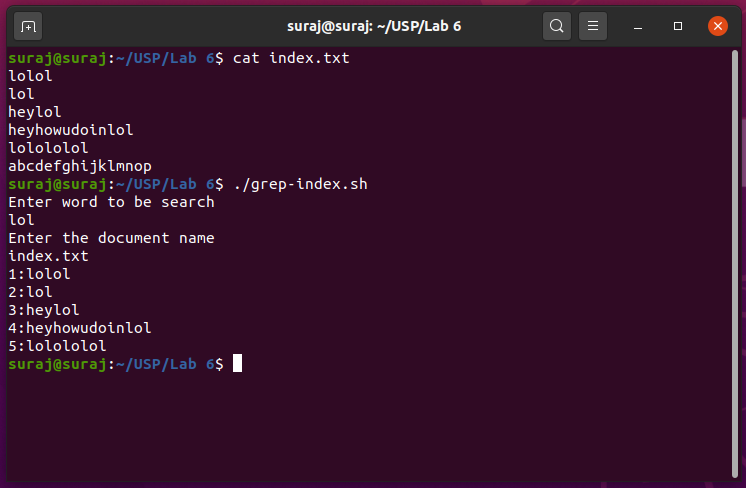 suraj@suraj: ~/USP/Lab 6
suraj@suraj:~/USP/Lab 6$ cat index.txt
lolol
lol
heylol
heyhowudoinlol
lolololol
abcdefghijklmnop
suraj@suraj:~/USP/Lab 6$ ./grep-index.sh
Enter word to be search
lol
Enter the document name
index.txt
1:lolol
2:lol
3:heylol
4:heyhowudoinlol
5:lolololol
suraj@suraj:~/USP/Lab 6$